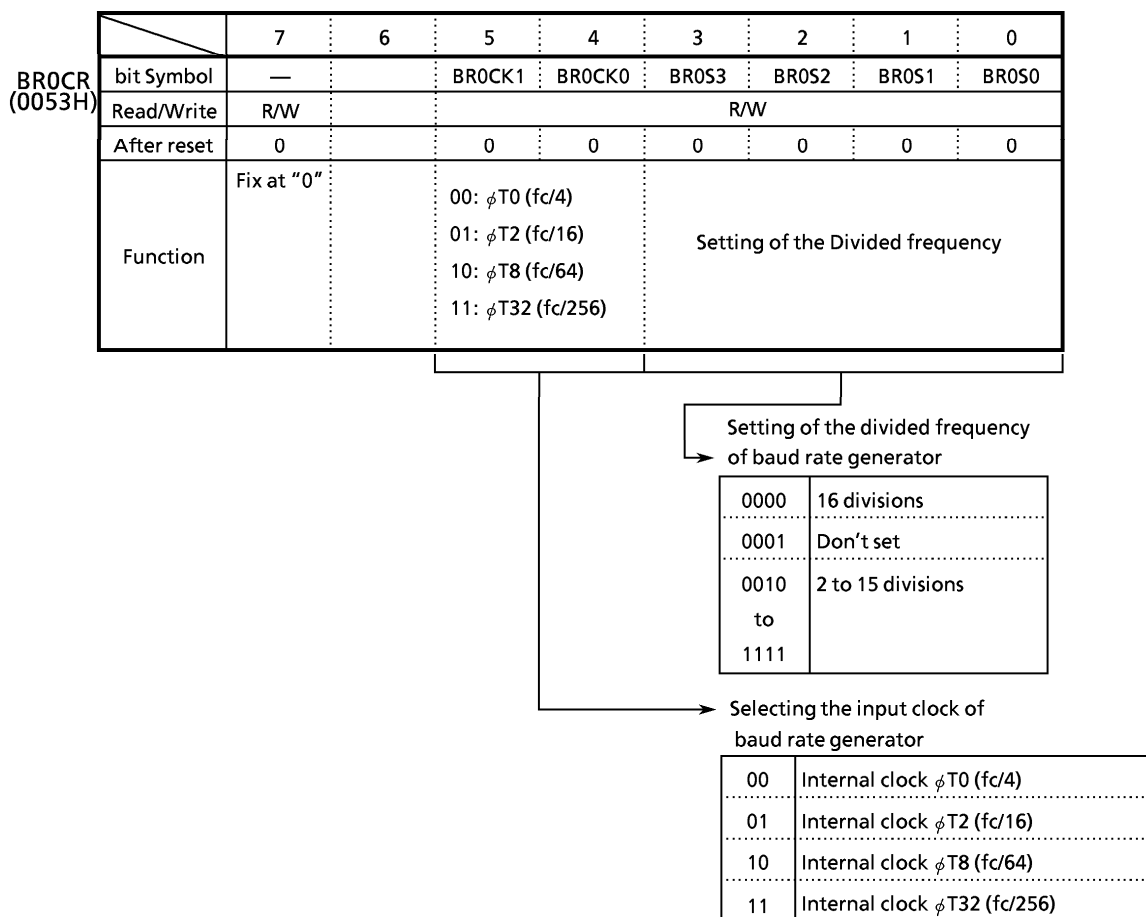 7 6 5 4 3 2 1 0
BR0CR
(0053H)
bit Symbol — BR0CK1 BR0CK0 BR0S3 BR0S2 BR0S1 BR0S0
Read/Write R/W R/W
After reset 0 0 0 0 0 0 0
Function
Fix at "0"
00: φT0 (fc/4)
01: φT2 (fc/16)
10: φT8 (fc/64)
11: φT32 (fc/256)
Setting of the Divided frequency
Setting of the divided frequency
of baud rate generator
0000 16 divisions
0001 Don't set
0010 2 to 15 divisions
to
1111
Selecting the input clock of
baud rate generator
00 Internal clock φT0 (fc/4)
01 Internal clock φT2 (fc/16)
10 Internal clock φT8 (fc/64)
11 Internal clock φT32 (fc/256)